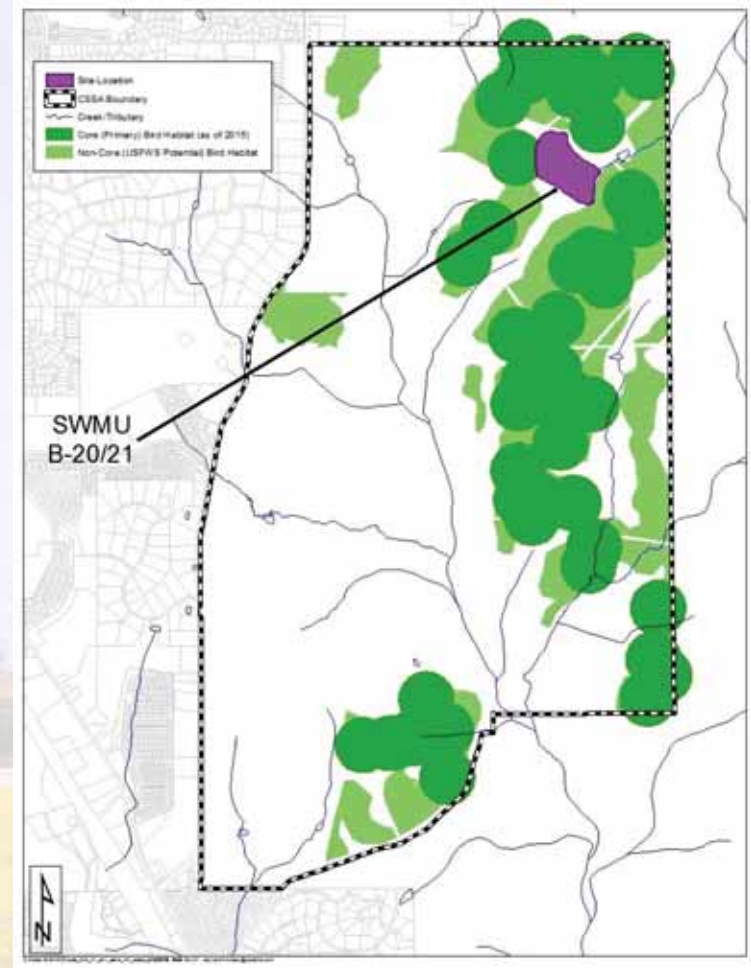 Site Location
CSSA Boundary
Creek/Tributary
Core (Primary) Bird Habitat (as of 2015)
Non-Core (USFWS Potential) Bird Habitat
SWMU
B-20/21
N